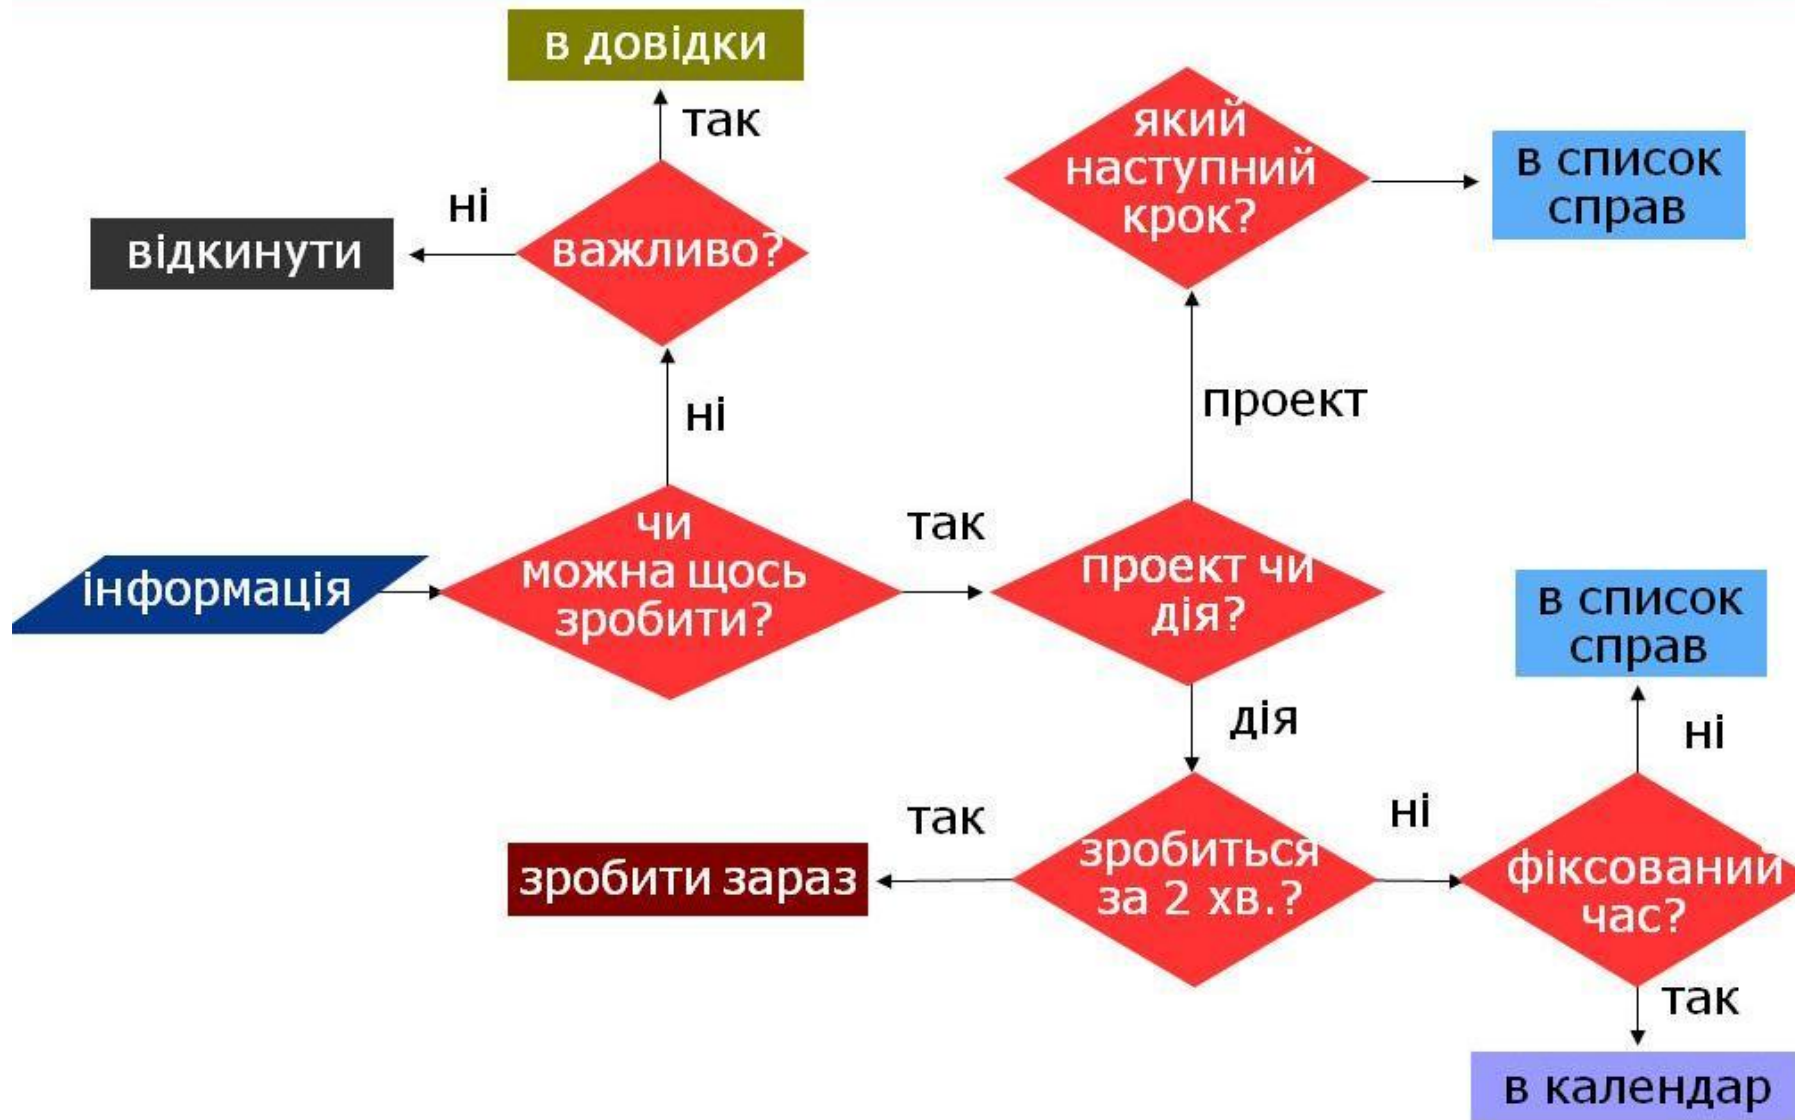 в довідки
так
ні
відкинути
важливо?
ні
який
наступний
крок?
в список
справ
проект
інформація
чи
можна щось
зробити?
так
проект чи
дія?
в список
справ
ні
дія
зробити зараз
так
зробиться
за 2 хв.?
ні
фіксований
час?
так
в календар